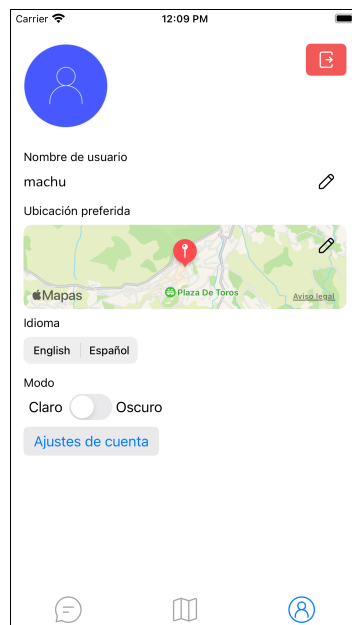 Carrier 12:09 PM
Nombre de usuario
machu
Ubicación preferida
Plaza De Toros
Mapas
Aviso legal
Idioma
English Español
Modo
Claro Oscuro
Ajustes de cuenta